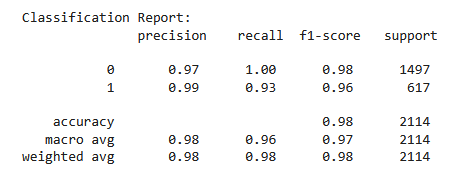 Classification Report:
precision recall f1-score support
0 0.97 1.00 0.98 1497
1 0.99 0.93 0.96 617
accuracy 0.98 2114
macro avg 0.98 0.96 0.97 2114
weighted avg 0.98 0.98 0.98 2114